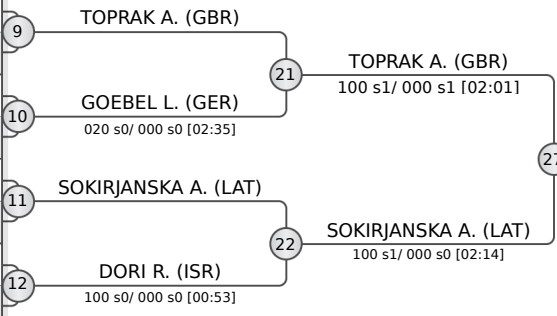 9
TOPRAK A. (GBR)
21
TOPRAK A. (GBR)
100 s1/ 000 s1 [02:01]
10
GOEBEL L. (GER)
020 s0/ 000 s0 [02:35]
27
11
SOKIRJANSKA A. (LAT)
22
SOKIRJANSKA A. (LAT)
100 s1/ 000 s0 [02:14]
12
DORI R. (ISR)
100 s0/ 000 s0 [00:53]